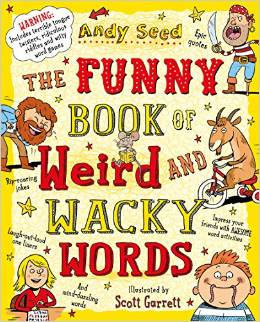 WARNING:
Includes terrible tongue
twisters, ridiculous
riddles and witty
word games
Andy Seed
Epic
quotes
THE FUNNY
BOOK OF
Weird AND
WACKY
WORDS
Rip-roaring
jokes
Impress your
friends with AWESOME
word activities
Laugh-out-loud
one liners
And
mind-dazzling
words
Illustrated by
Scott Garrett